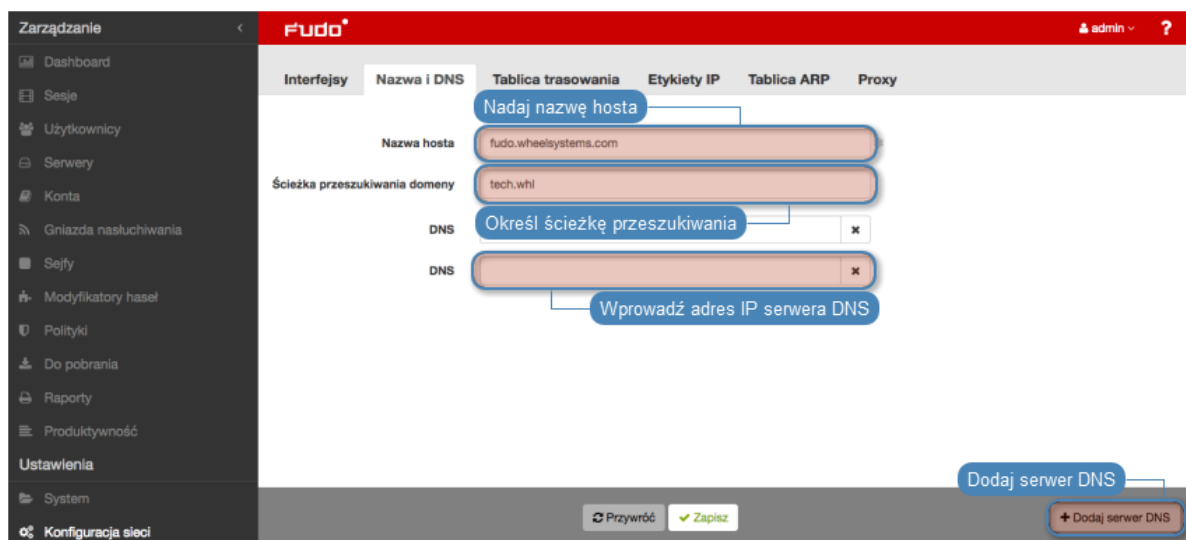 Zarządzanie
Dashboard
Sesje
Użytkownicy
Serwery
Konta
Gniazda nasłuchiwania
Sejfy
Modyfikatory haseł
Polityki
Do pobrania
Raporty
Produktywność
Ustawienia
System
Konfiguracja sieci
Fudo
admin
?
Interfejsy
Nazwa i DNS
Tablica trasowania
Etykiety IP
Tablica ARP
Proxy
Nadaj nazwę hosta
Nazwa hosta
fudo.wheelsystems.com
Ścieżka przeszukiwania domeny
tech.whl
Określ ścieżkę przeszukiwania
DNS
DNS
Wprowadź adres IP serwera DNS
Dodaj serwer DNS
Przywróć
Zapisz
+ Dodaj serwer DNS